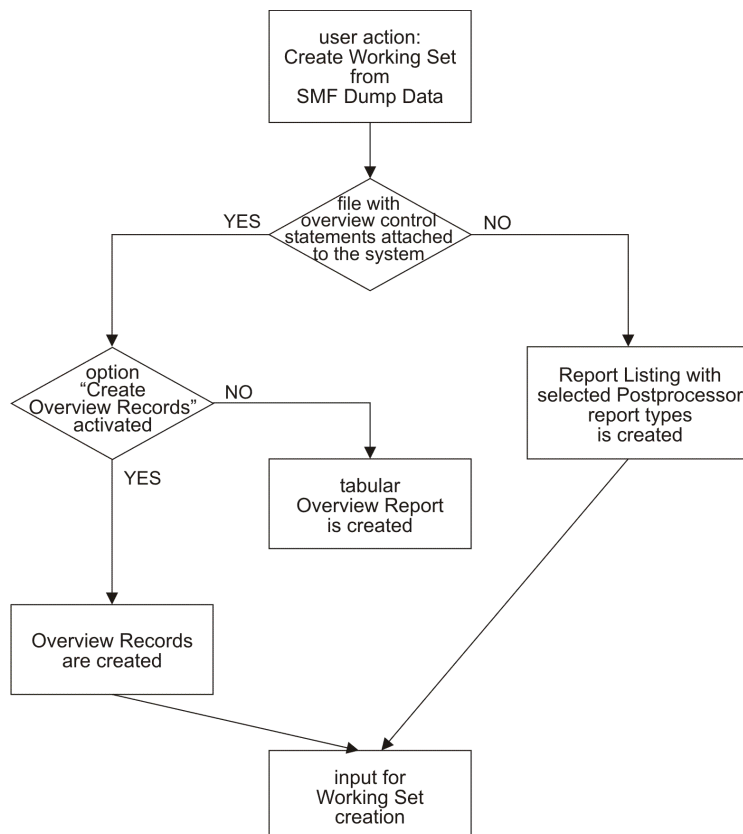 user action:
Create Working Set
from
SMF Dump Data
file with
overview control
statements attached
to the system
YES
NO
option
“Create
Overview Records”
activated
NO
YES
Report Listing with
selected Postprocessor
report types
is created
tabular
Overview Report
is created
Overview Records
are created
input for
Working Set
creation